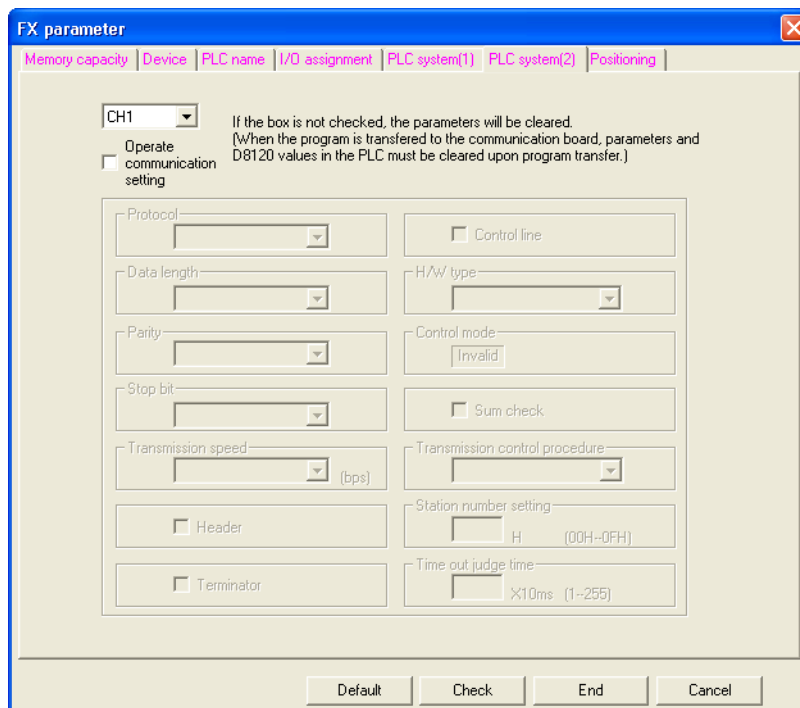 FX parameter
Memory capacity Device PLC name I/O assignment PLC system(1) PLC system(2) Positioning
CH1
If the box is not checked, the parameters will be cleared.
(When the program is transfered to the communication board, parameters and
D8120 values in the PLC must be cleared upon program transfer.)
Operate
communication
setting
Protocol
Control line
Data length
H/W type
Parity
Control mode
Invalid
Stop bit
Sum check
Transmission speed
(bps)
Transmission control procedure
Header
Station number setting
H (00H--0FH)
Terminator
Time out judge time
X10ms (1--255)
Default Check End Cancel